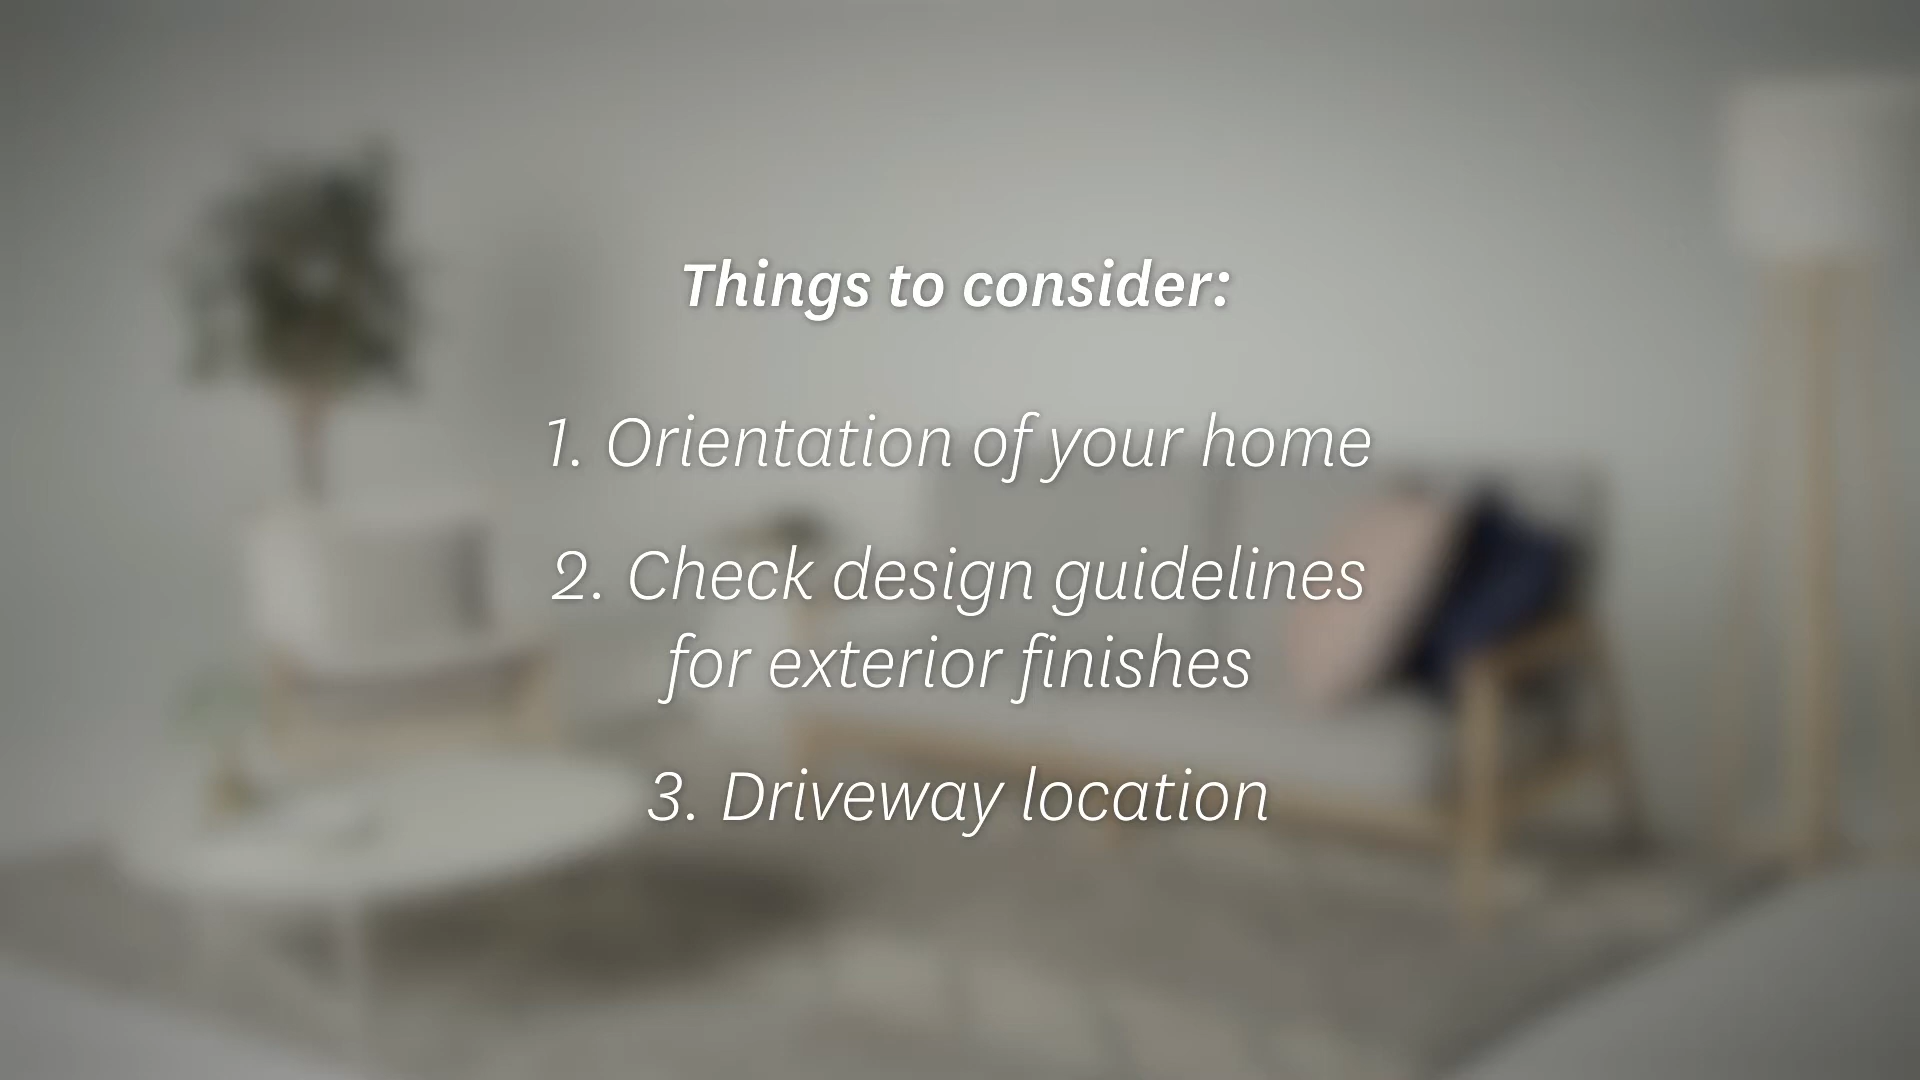 Things to consider:
1. Orientation of your home
2. Check design guidelines
for exterior finishes
3. Driveway location